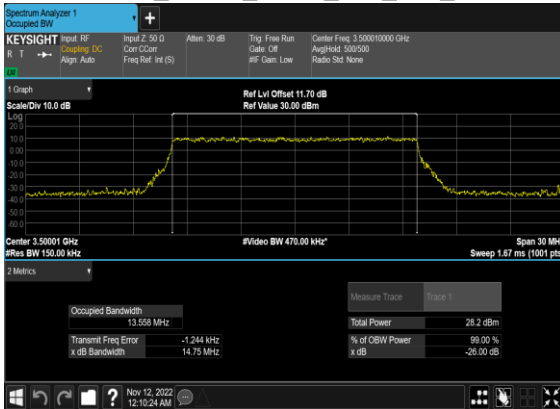 Spectrum Analyzer 1
Occupied BW
+
KEYSIGHT Input: RF Input Z: 50 Ω Atten: 30 dB Trig: Free Run Center Freq: 3.500010000 GHz
R T Coupling: DC Corr CCorr Gate: Off Avg|Hold: 500/500
Align: Auto Freq Ref: Int (S) #IF Gain: Low Radio Std: None
1 Graph
Scale/Div 10.0 dB
Ref Lvl Offset 11.70 dB
Ref Value 30.00 dBm
Log
20.0
10.0
0.00
-10.0
-20.0
-30.0
-40.0
-50.0
-60.0
Center 3.50001 GHz #Video BW 470.00 kHz* Span 30 MH
#Res BW 150.00 kHz Sweep 1.67 ms (1001 pts
2 Metrics
Measure Trace Trace 1
Occupied Bandwidth
13.558 MHz Total Power 28.2 dBm
Transmit Freq Error -1.244 kHz % of OBW Power 99.00 %
x dB Bandwidth 14.75 MHz x dB -26.00 dB
? Nov 12, 2022
12:10:24 AM